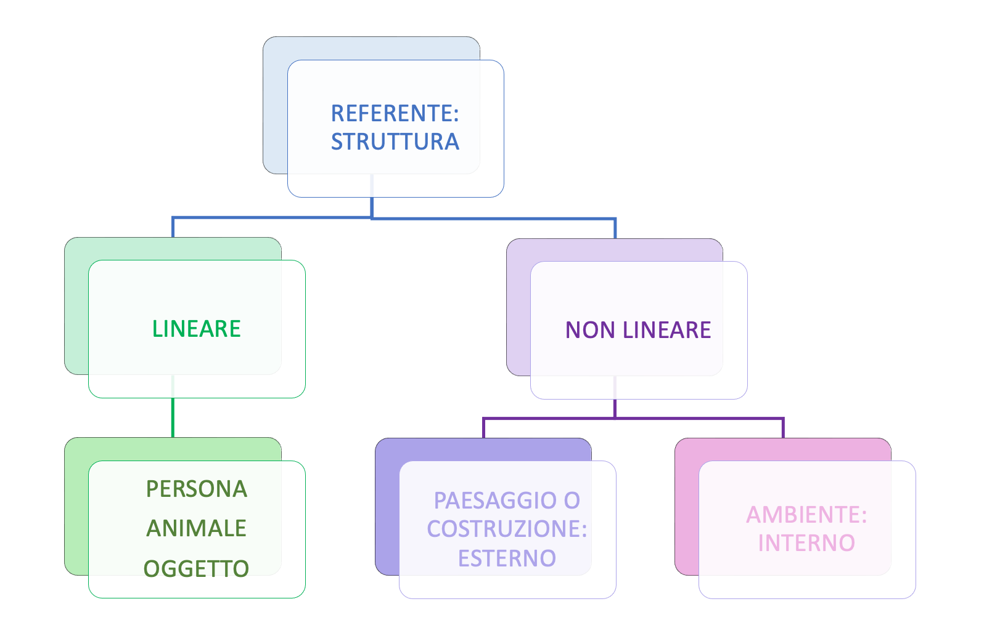 REFERENTE:
STRUTTURA
LINEARE
NON LINEARE
PERSONA
ANIMALE
OGGETTO
PAESAGGIO O
COSTRUZIONE:
ESTERNO
AMBIENTE:
INTERNO